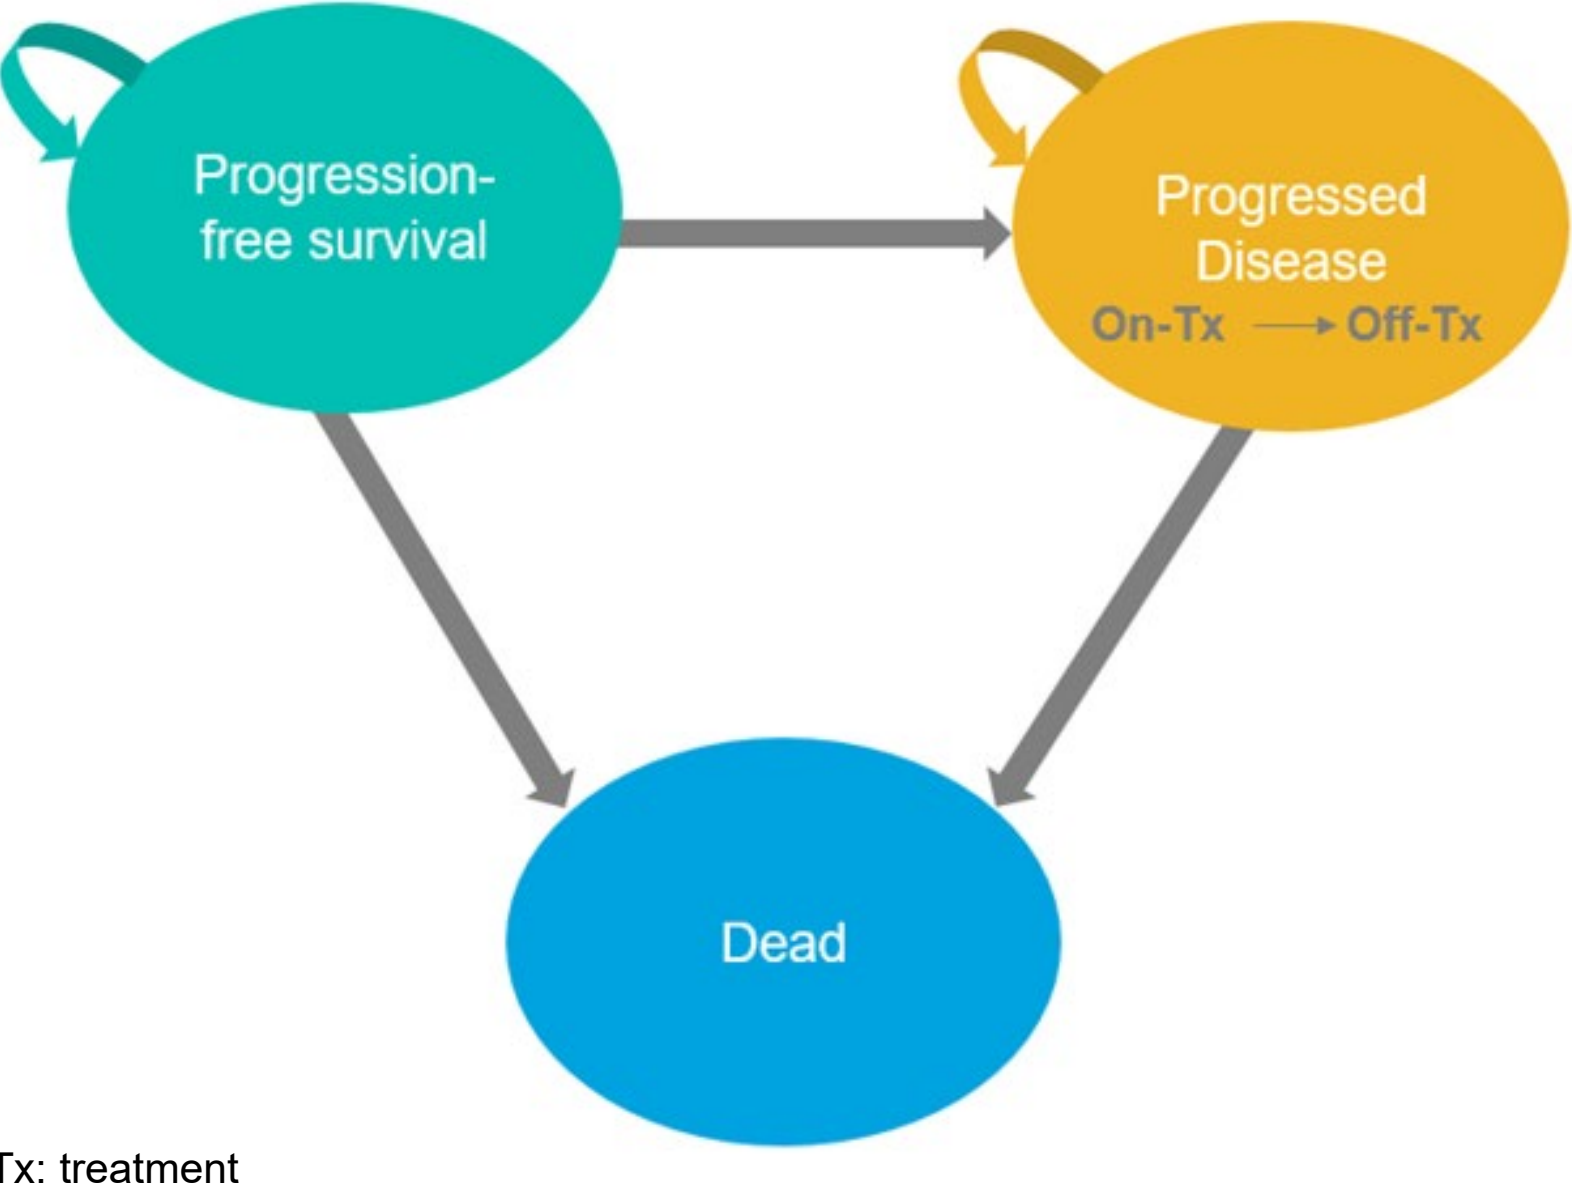 Progression-
free survival
Progressed
Disease
On-Tx
Off-Tx
Dead
Tx: treatment